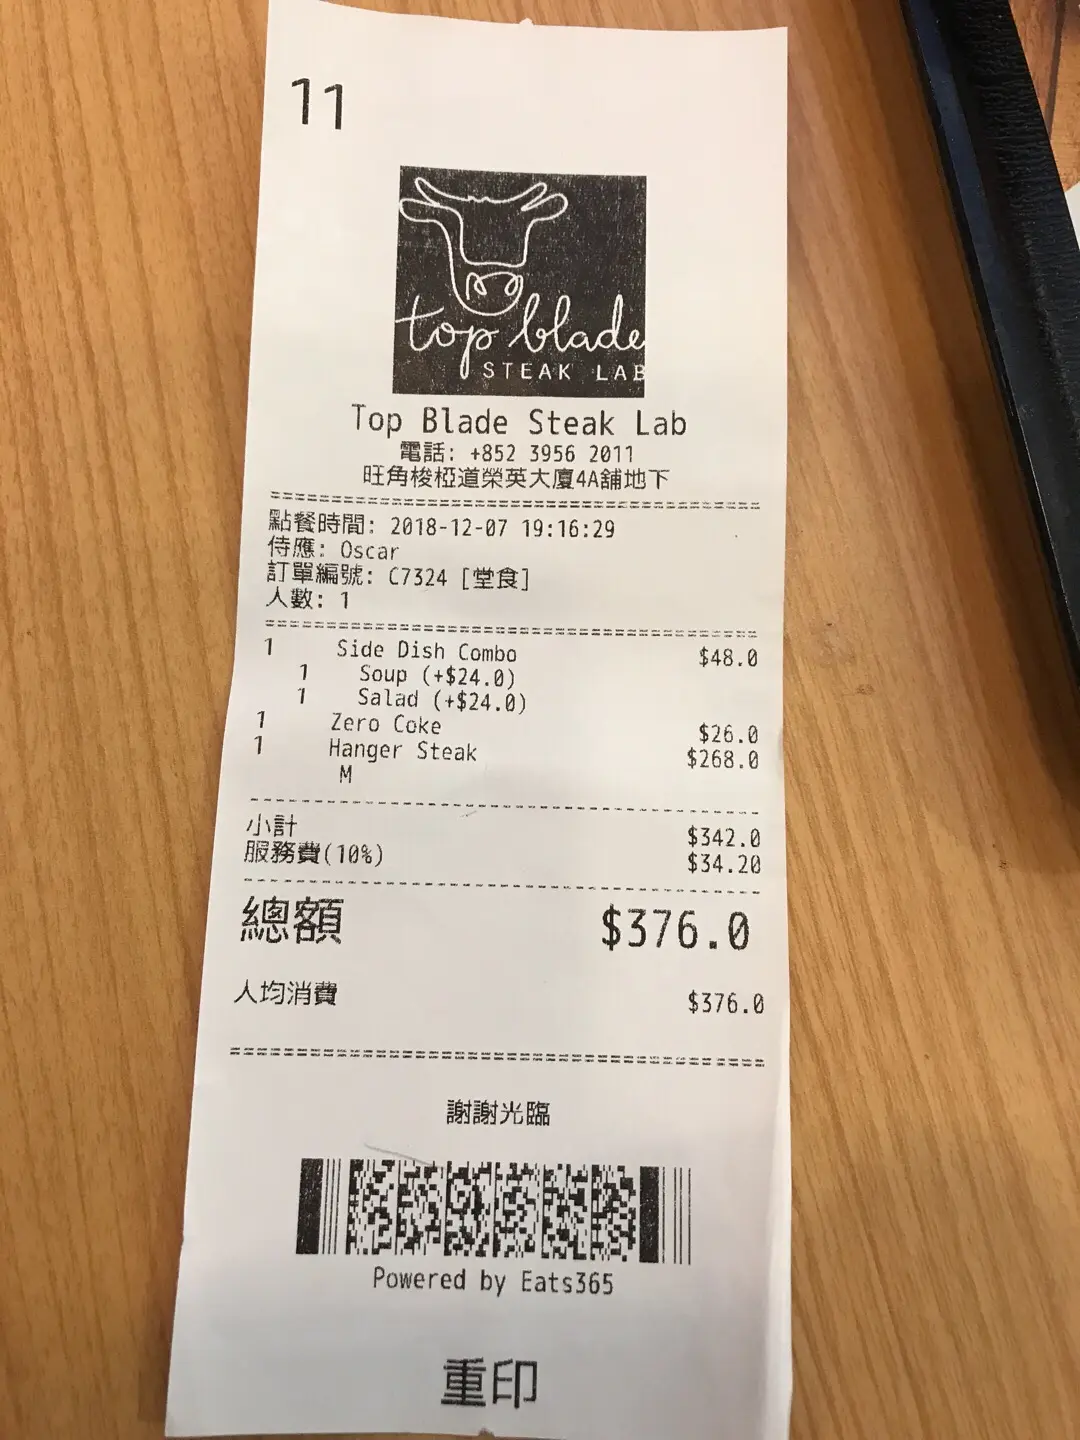 11
top blade
STEAK LAB
Top Blade Steak Lab
電話: +852 3956 2011
旺角梭椏道榮英大廈4A舖地下
點餐時間: 2018-12-07 19:16:29
侍應: Oscar
訂單編號: C7324 [堂食]
人數: 1
1 Side Dish Combo $48.0
1 Soup (+$24.0)
1 Salad (+$24.0)
1 Zero Coke $26.0
1 Hanger Steak $268.0
M
小計 $342.0
服務費(10%) $34.20
總額 $376.0
人均消費 $376.0
謝謝光臨
Powered by Eats365
重印